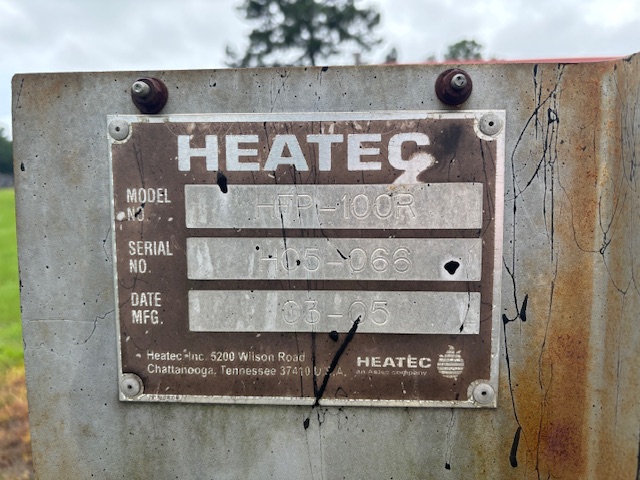 HEATEC
MODEL NO. HFP-100R
SERIAL NO. H05-066
DATE MFG. 03-05
Heatec Inc. 5200 Wilson Road
Chattanooga, Tennessee 37410 U.S.A.
HEATEC
an Astec company